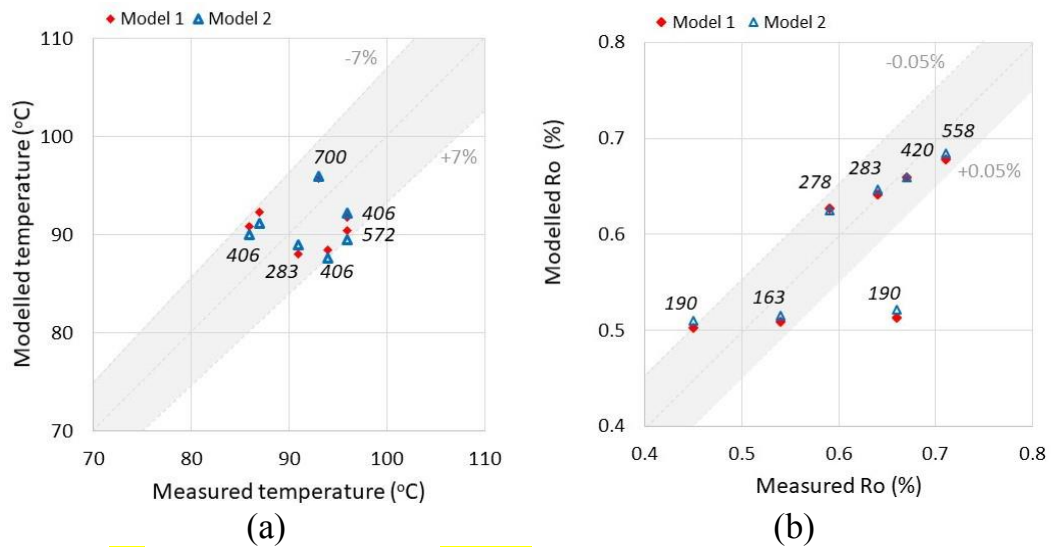 Model 1 Model 2
110
100
90
80
70
70 80 90 100 110
Modelled temperature (°C)
Measured temperature (°C)
-7%
+7%
700
406
572
406
283
406
(a)
Model 1 Model 2
0.8
0.7
0.6
0.5
0.4
0.4 0.5 0.6 0.7 0.8
Modelled Ro (%)
Measured Ro (%)
-0.05%
+0.05%
558
420
283
278
190
163
190
(b)